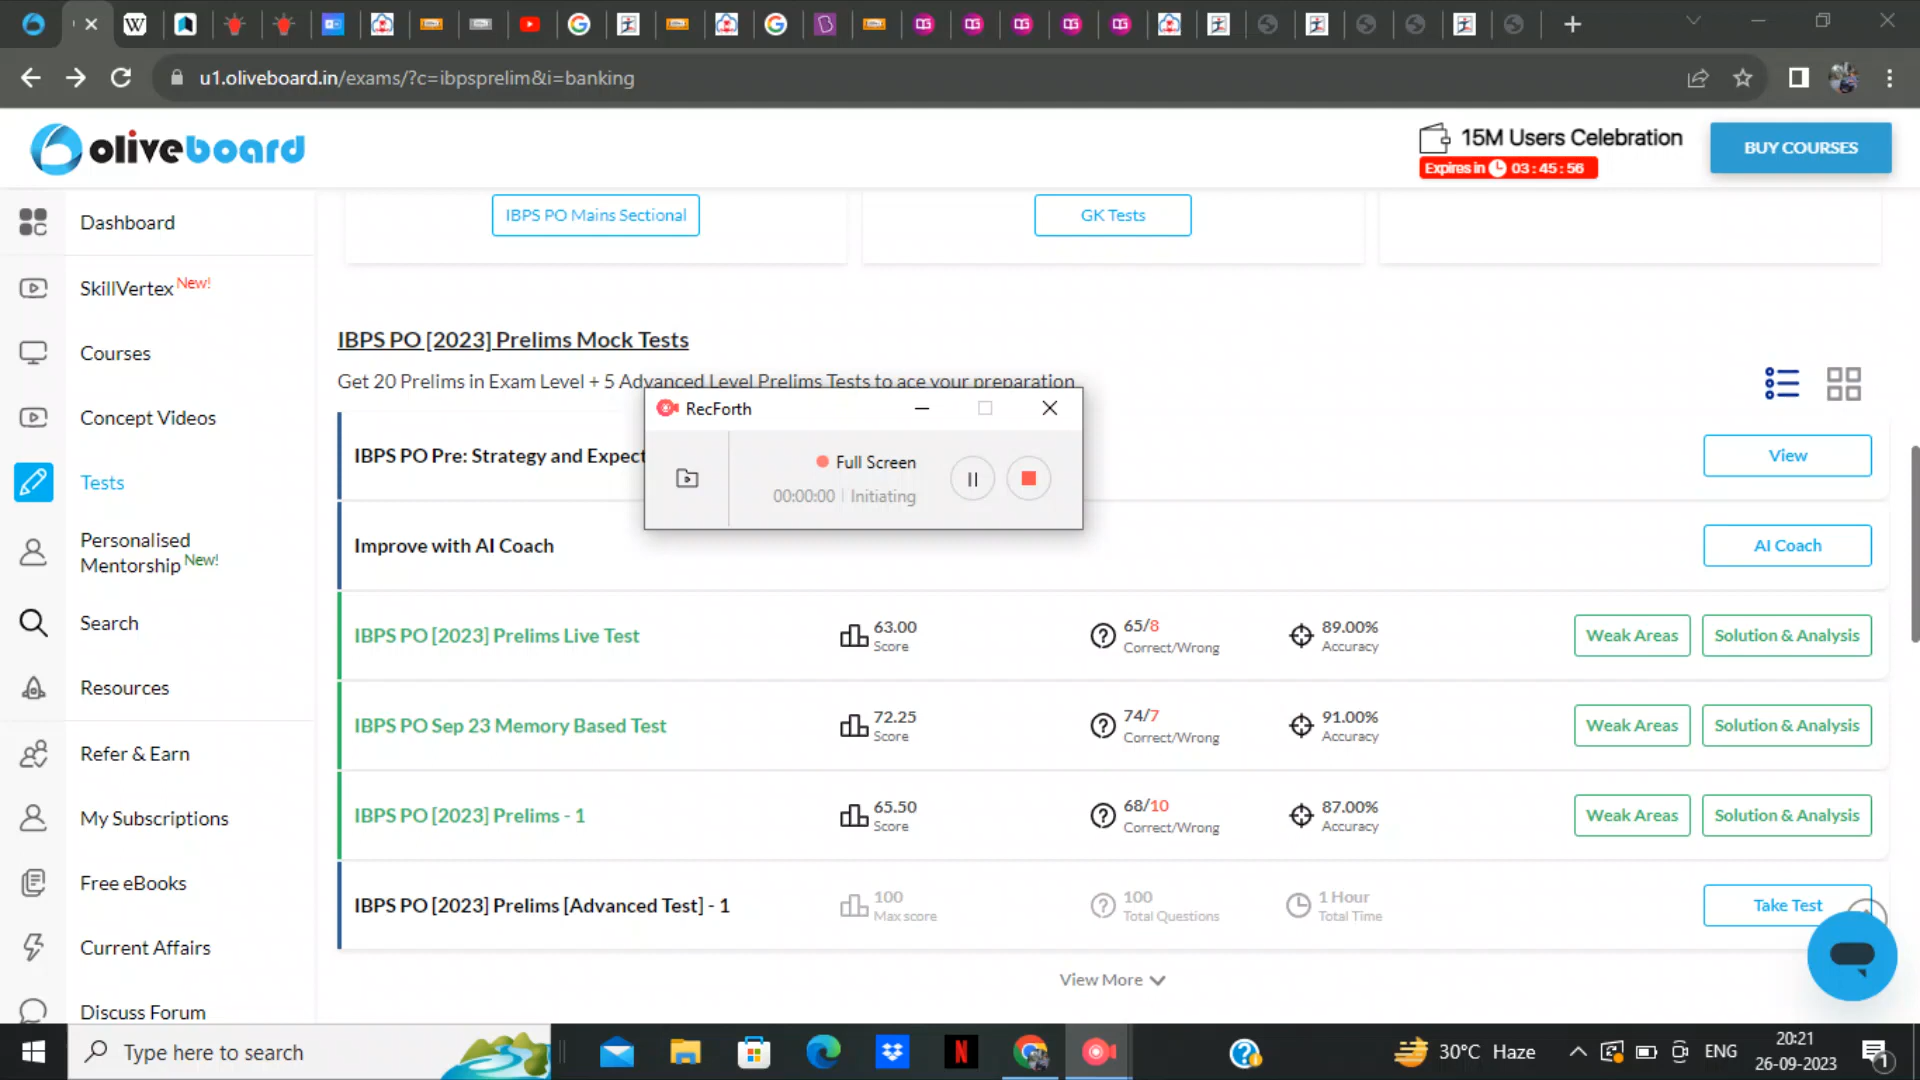 u1.oliveboard.in/exams/?c=ibpsprelim&i=banking
oliveboard
15M Users Celebration
Expires in 03 : 45 : 56
BUY COURSES
Dashboard
SkillVertex New!
Courses
Concept Videos
Tests
Personalised
Mentorship New!
Search
Resources
Refer & Earn
My Subscriptions
Free eBooks
Current Affairs
Discuss Forum
IBPS PO Mains Sectional
GK Tests
IBPS PO [2023] Prelims Mock Tests
Get 20 Prelims in Exam Level + 5 Advanced Level Prelims Tests to ace your preparation
RecForth
Full Screen
00:00:00 | Initiating
IBPS PO Pre: Strategy and Expect
View
Improve with AI Coach
AI Coach
IBPS PO [2023] Prelims Live Test
63.00
Score
65/8
Correct/Wrong
89.00%
Accuracy
Weak Areas
Solution & Analysis
IBPS PO Sep 23 Memory Based Test
72.25
Score
74/7
Correct/Wrong
91.00%
Accuracy
Weak Areas
Solution & Analysis
IBPS PO [2023] Prelims - 1
65.50
Score
68/10
Correct/Wrong
87.00%
Accuracy
Weak Areas
Solution & Analysis
IBPS PO [2023] Prelims [Advanced Test] - 1
100
Max score
100
Total Questions
1 Hour
Total Time
Take Test
View More
Type here to search
30°C Haze
ENG
20:21
26-09-2023
1